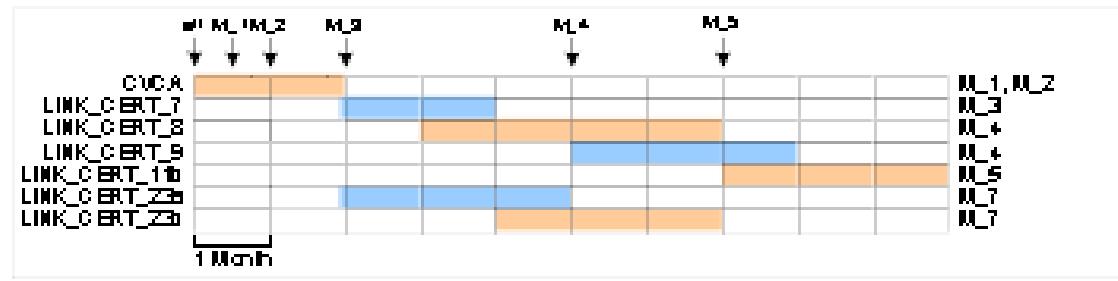 M_1 M_2 M_3 M_4 M_5
CVCA M_1, M_2
LINK_CERT_7 M_3
LINK_CERT_8 M_4
LINK_CERT_9 M_4
LINK_CERT_11b M_5
LINK_CERT_23a M_7
LINK_CERT_23b M_7
1 Month